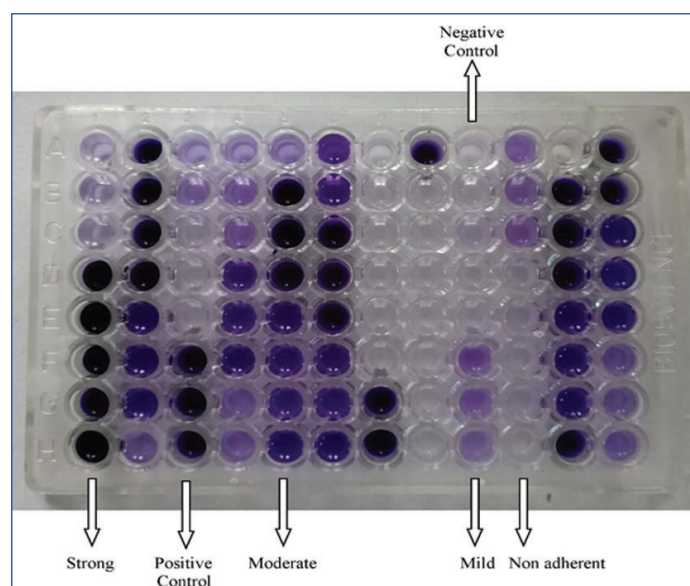 Negative
Control
A
B
C
D
E
F
G
H
Strong
Positive
Control
Moderate
Mild
Non adherent